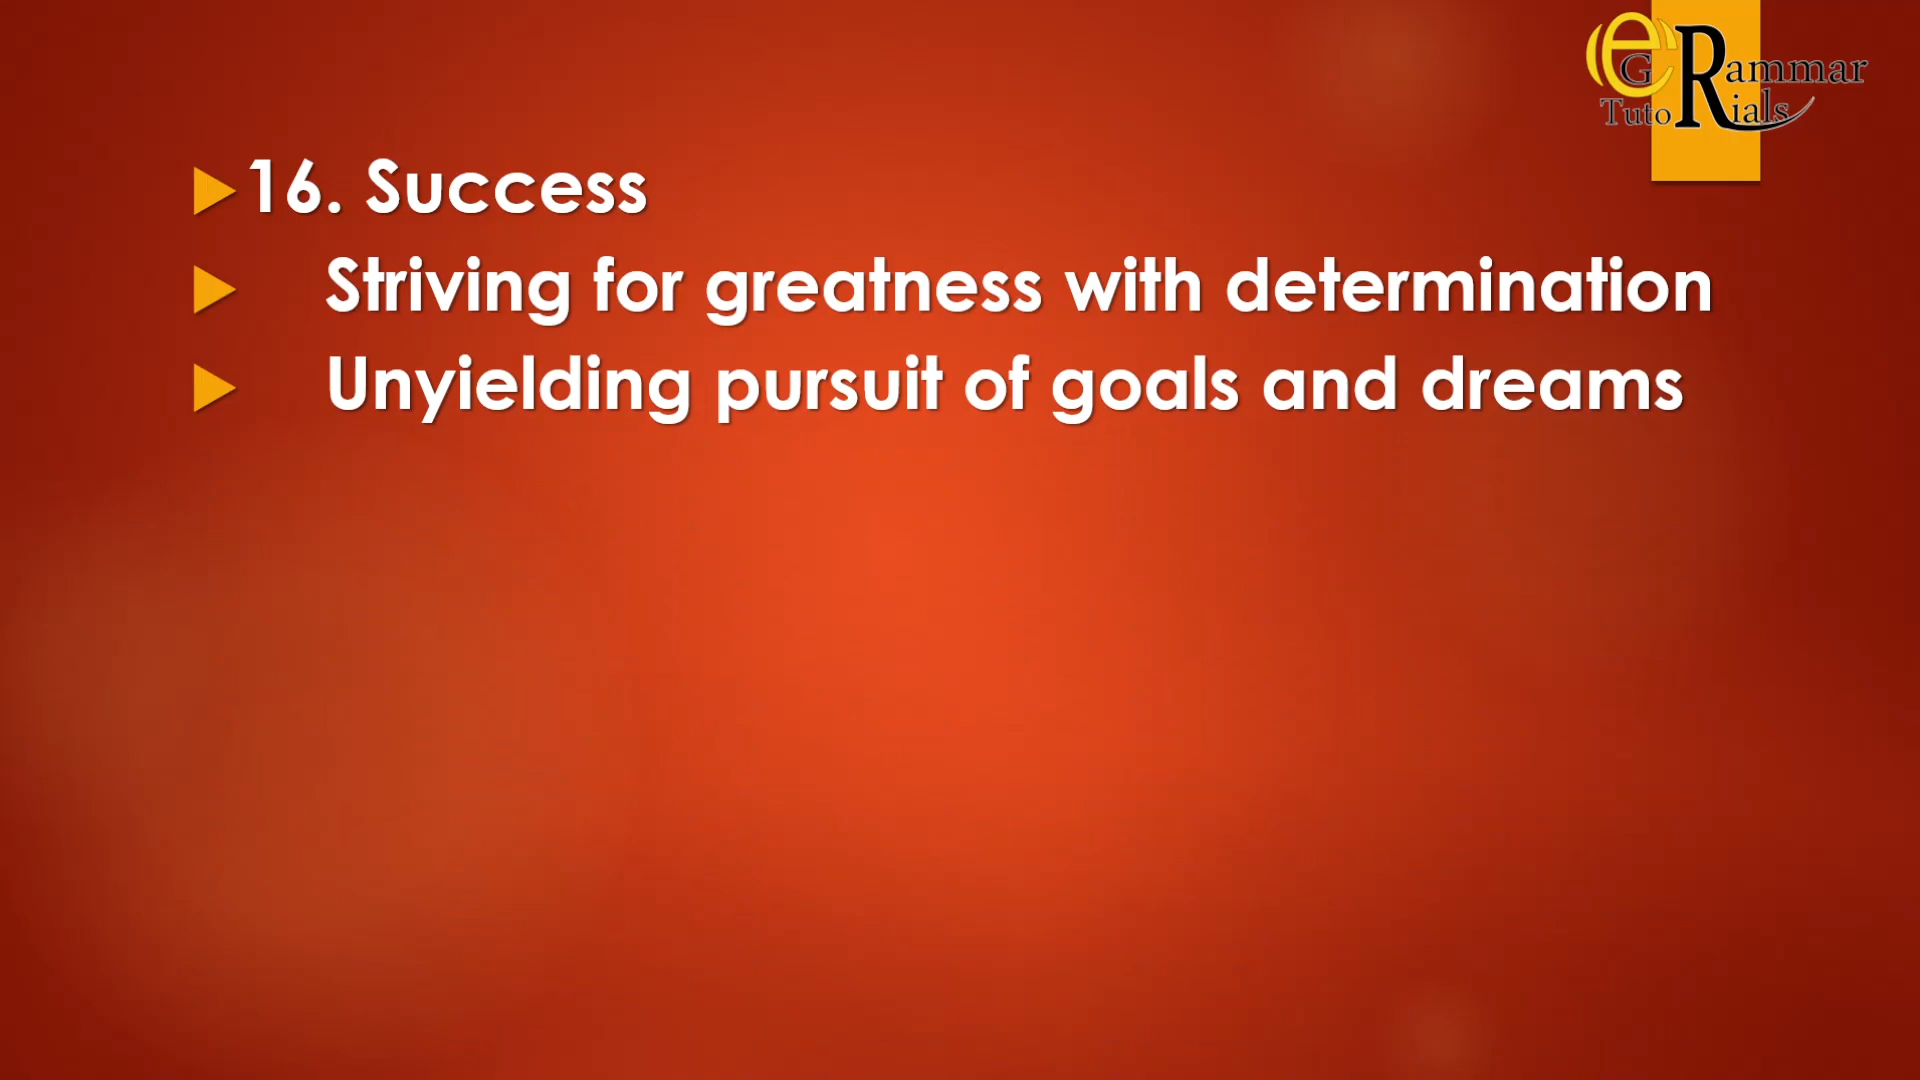 eGRammar
TutoRials
16. Success
Striving for greatness with determination
Unyielding pursuit of goals and dreams